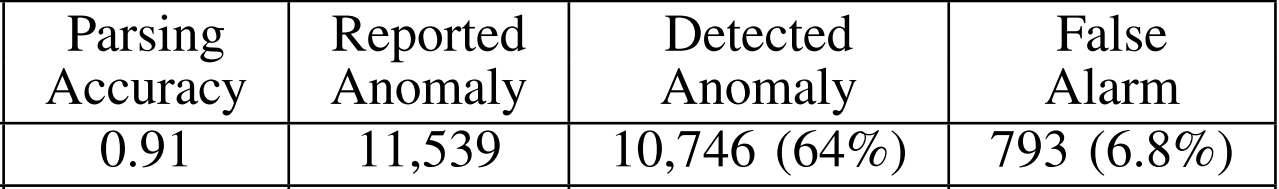 Parsing Accuracy	Reported Anomaly	Detected Anomaly	False Alarm
0.91	11,539	10,746 (64%)	793 (6.8%)